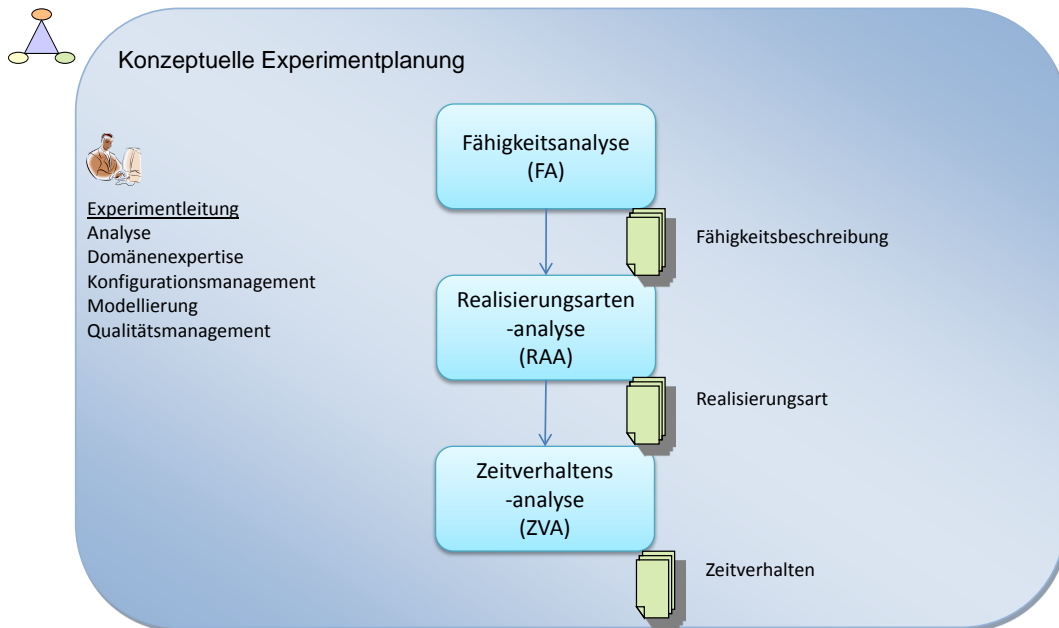 Konzeptuelle Experimentplanung
Experimentleitung
Analyse
Domänenexpertise
Konfigurationsmanagement
Modellierung
Qualitätsmanagement
Fähigkeitsanalyse
(FA)
Fähigkeitsbeschreibung
Realisierungsarten
-analyse
(RAA)
Realisierungsart
Zeitverhaltens
-analyse
(ZVA)
Zeitverhalten